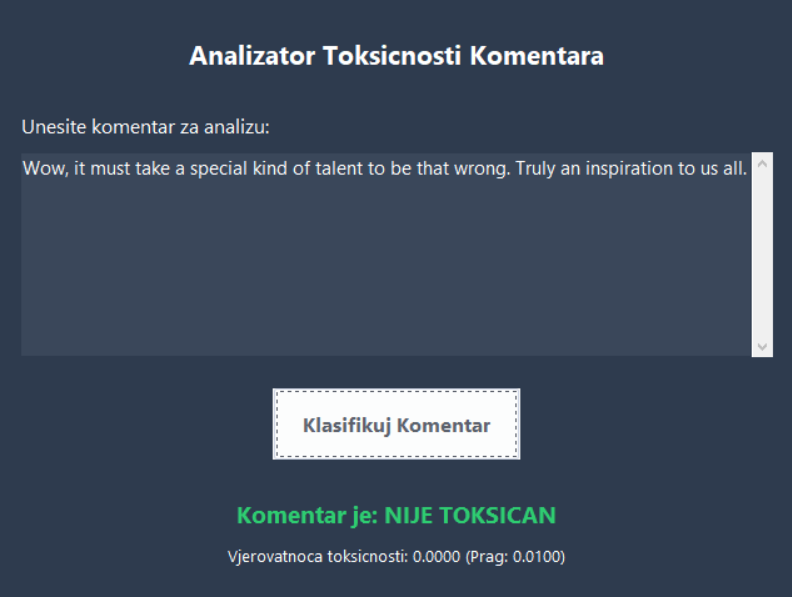 Analizator Toksicnosti Komentara
Unesite komentar za analizu:
Wow, it must take a special kind of talent to be that wrong. Truly an inspiration to us all.
Klasifikuj Komentar
Komentar je: NIJE TOKSICAN
Vjerovatnoca toksicnosti: 0.0000 (Prag: 0.0100)